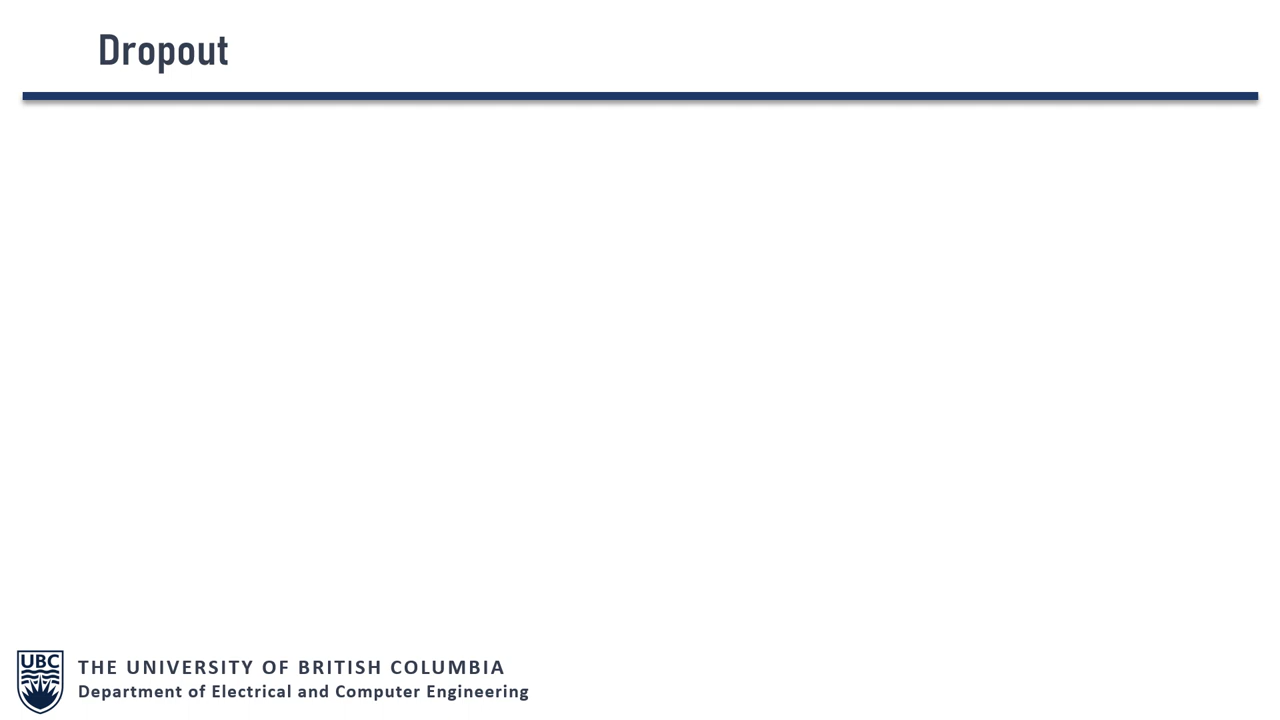 Dropout
UBC
THE UNIVERSITY OF BRITISH COLUMBIA
Department of Electrical and Computer Engineering